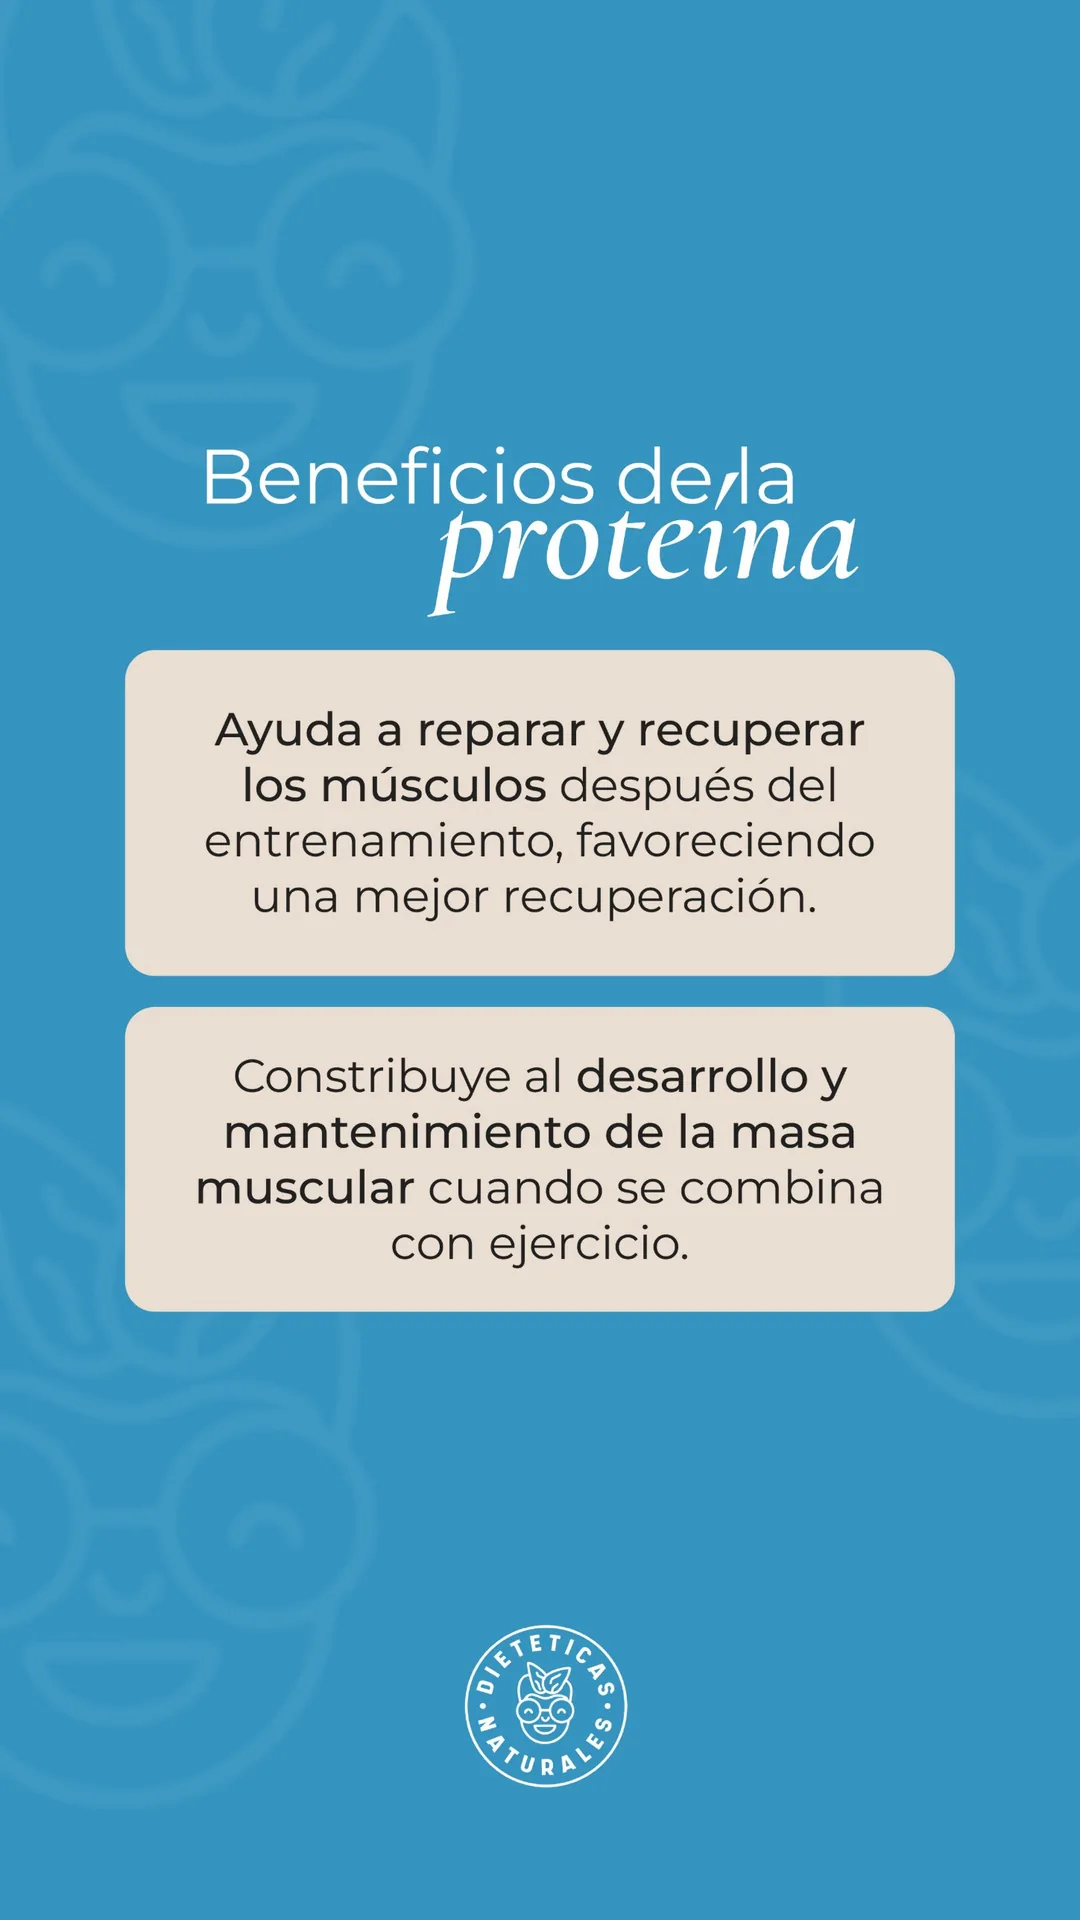 Beneficios de la
proteína
Ayuda a reparar y recuperar
los músculos después del
entrenamiento, favoreciendo
una mejor recuperación.
Constribuye al desarrollo y
mantenimiento de la masa
muscular cuando se combina
con ejercicio.
DIETETICAS
NATURALES